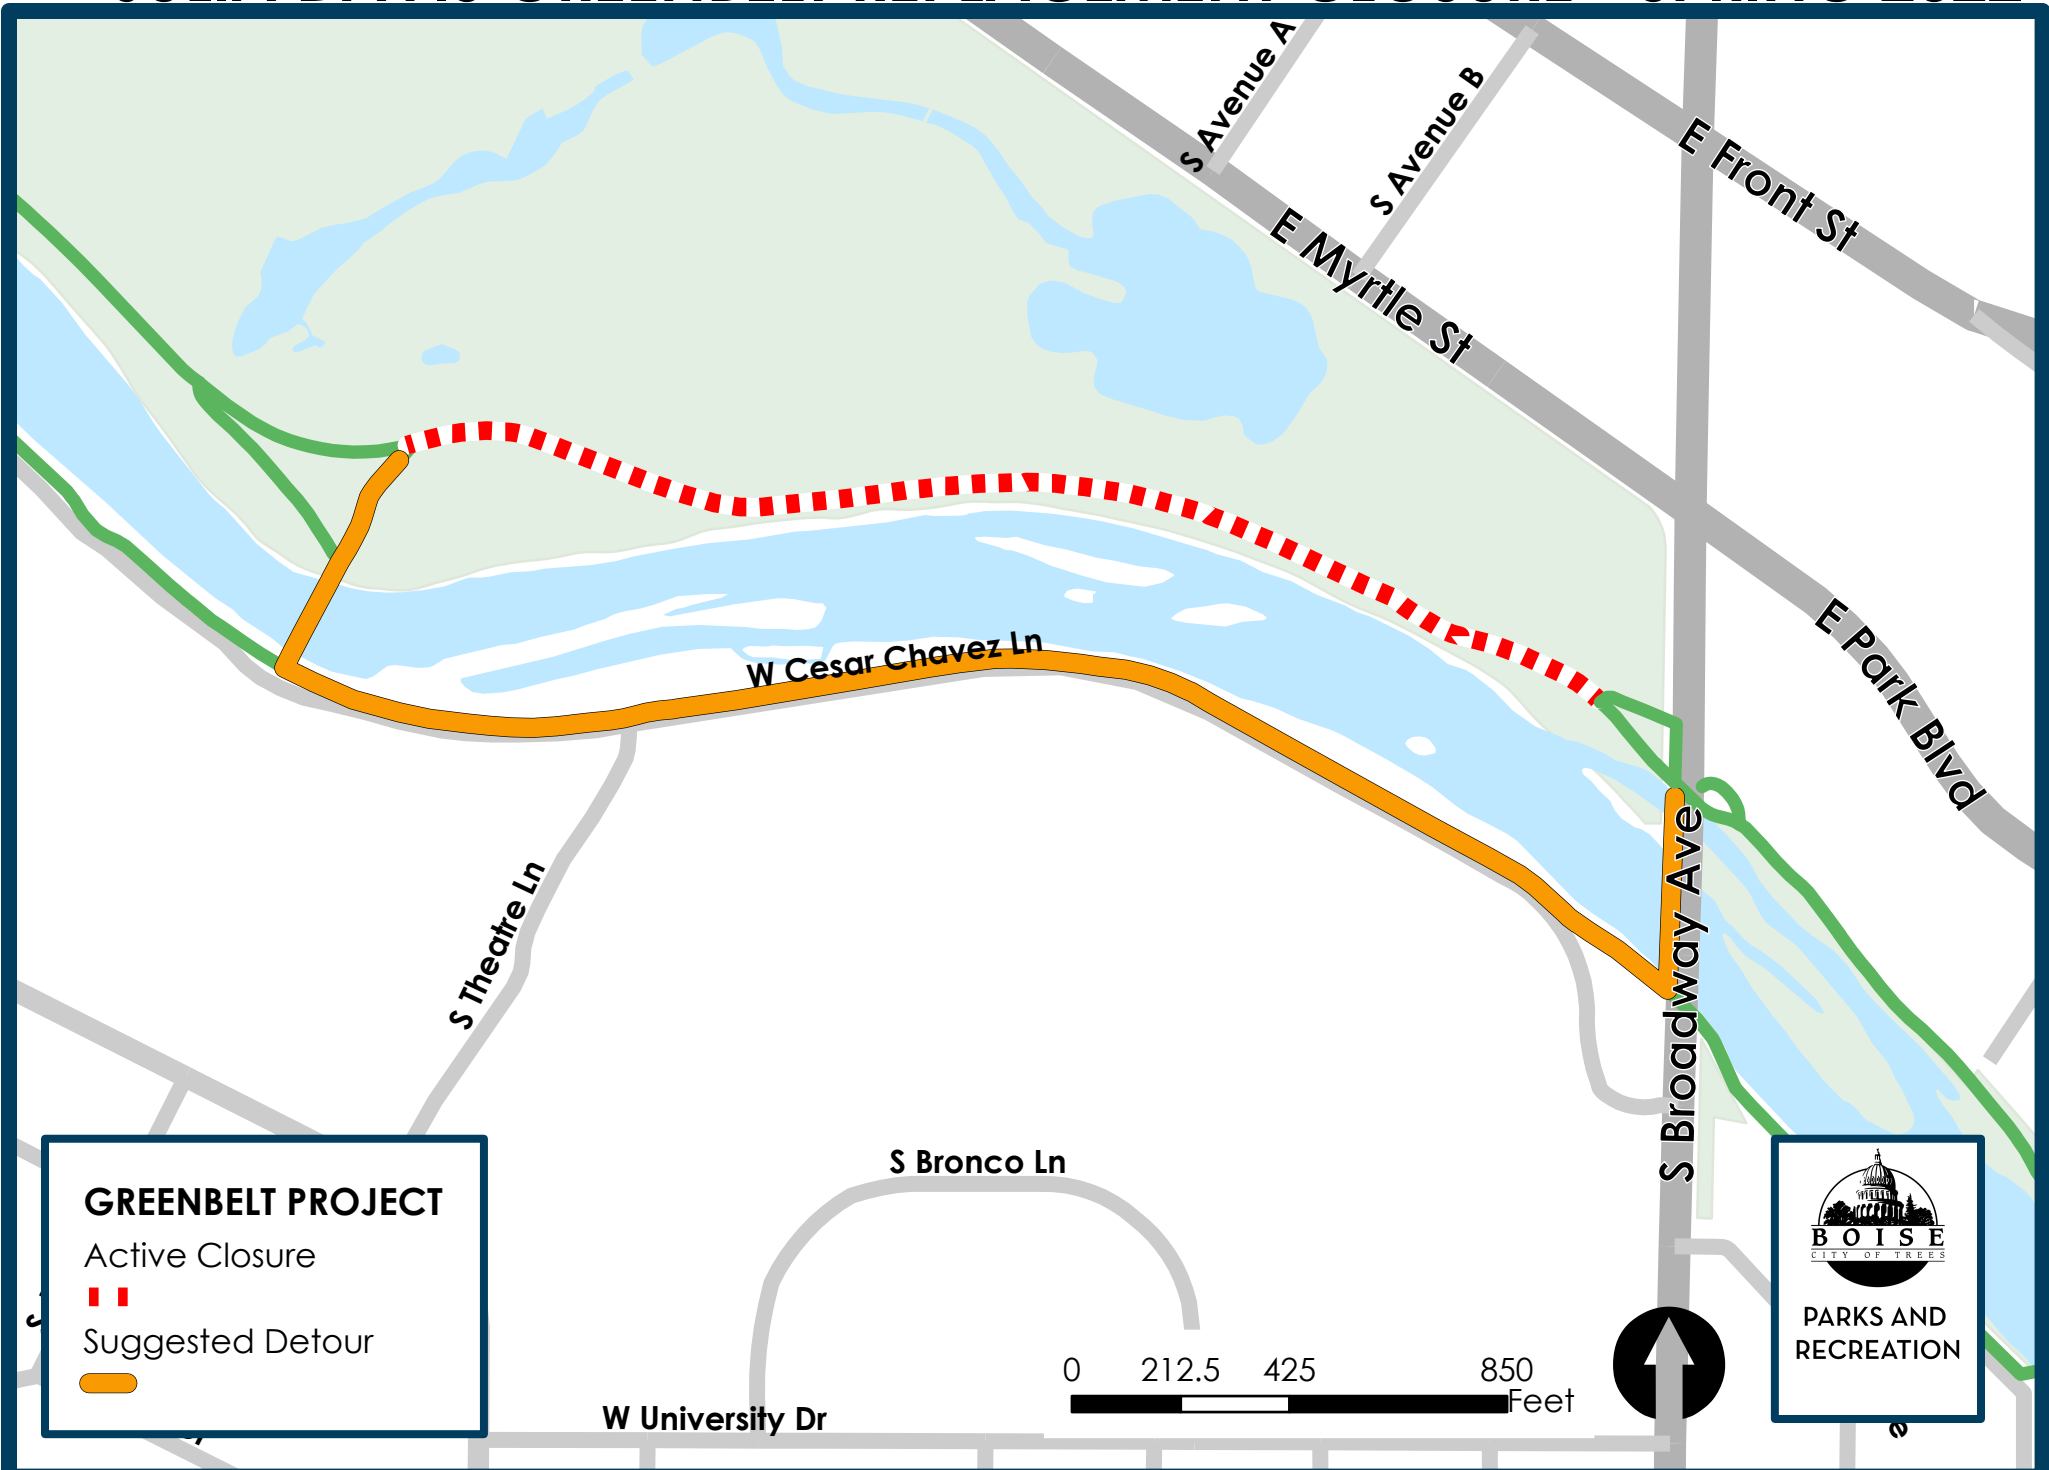 S Avenue A
S Avenue B
E Front St
E Myrtle St
E Park Blvd
W Cesar Chavez Ln
S Broadway Ave
S Theatre Ln
S Bronco Ln
W University Dr
GREENBELT PROJECT
Active Closure
Suggested Detour
0 212.5 425 850
Feet
BOISE
CITY OF TREES
PARKS AND
RECREATION